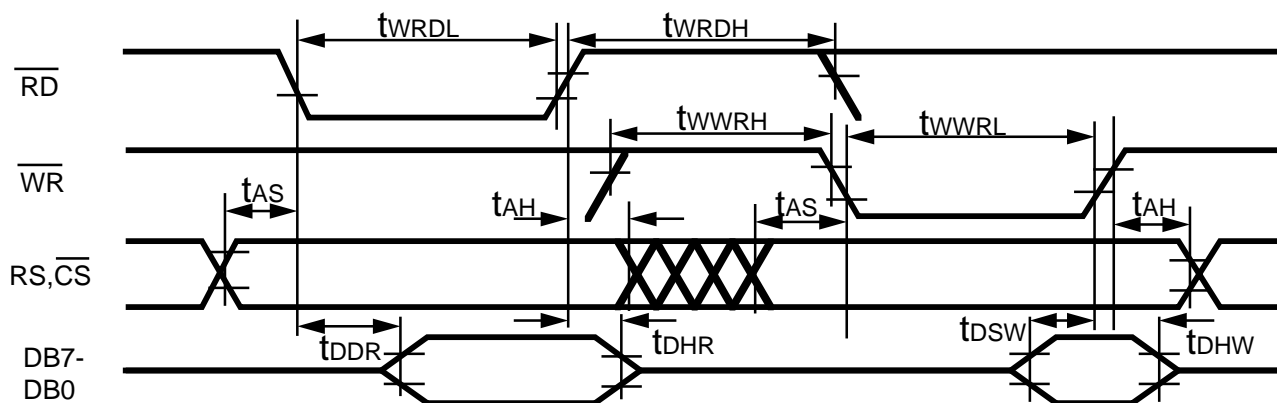 tWRDL tWRDH
RD
tWWRH tWWRL
WR
tAS tAH tAS tAH
RS,CS
tDDR tDHR tDSW tDHW
DB7-
DB0